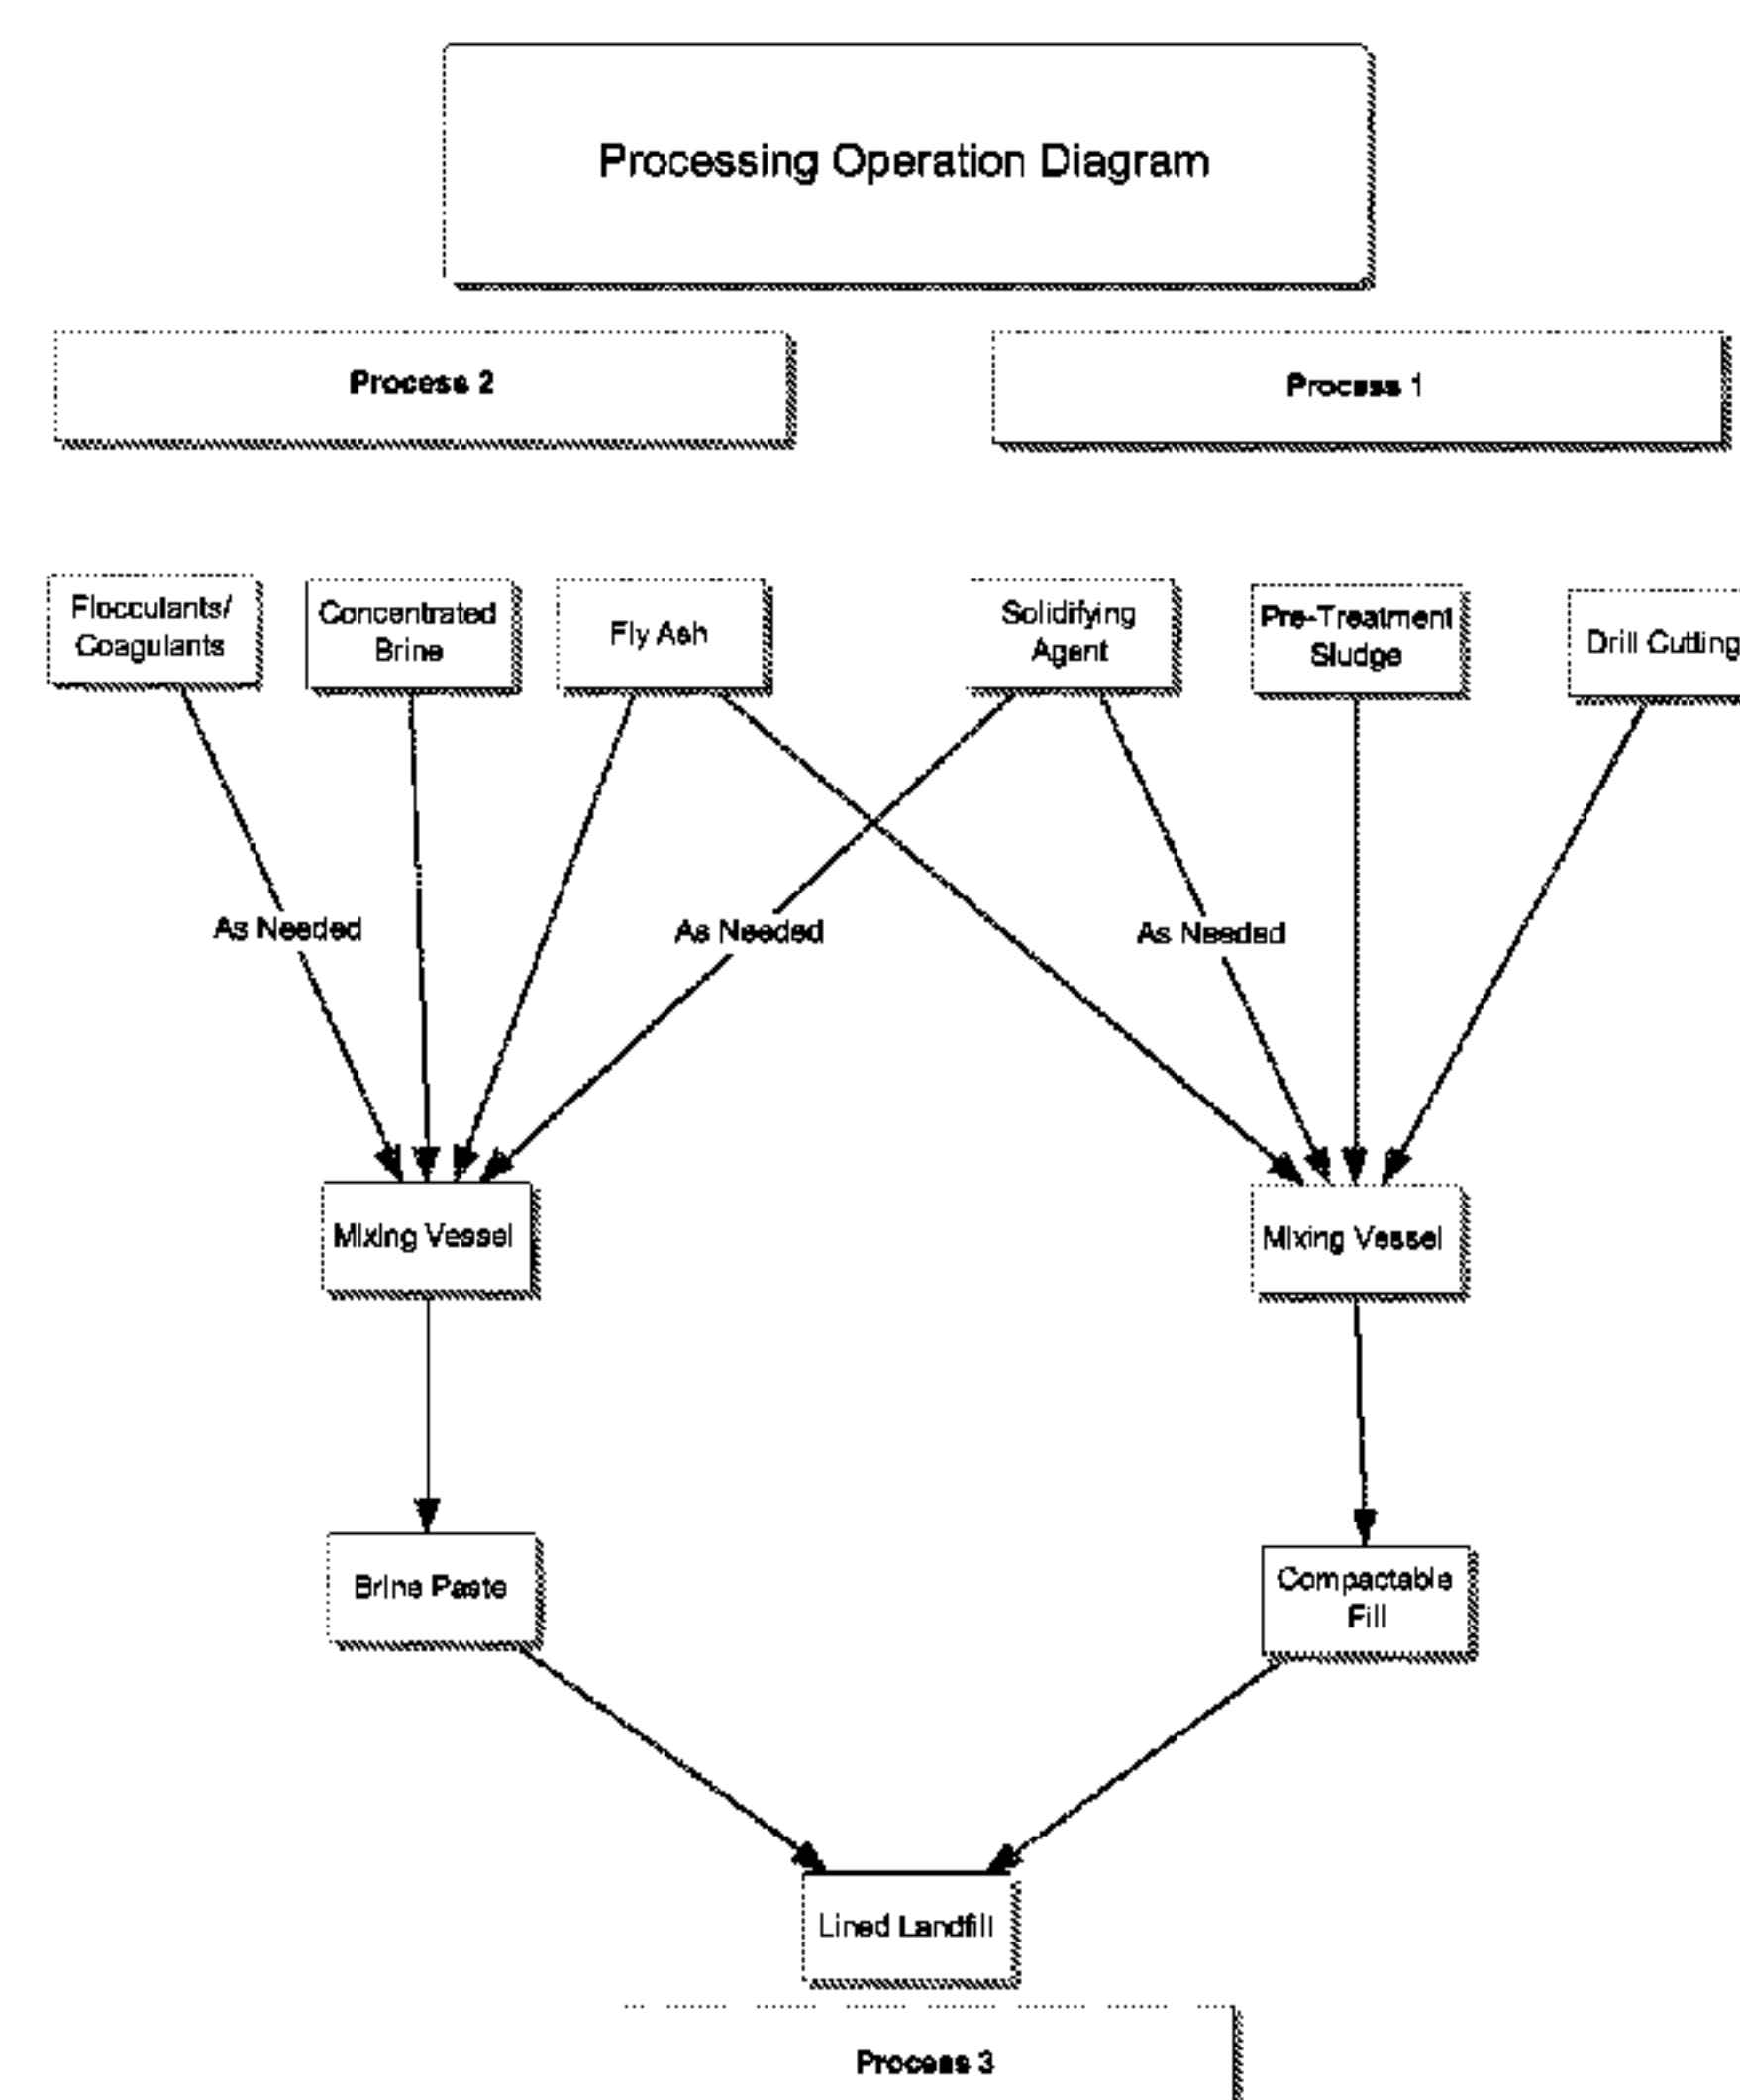 Processing Operation Diagram
Process 2
Process 1
Flocculants/
Coagulants
Concentrated
Brine
Fly Ash
Solidifying
Agent
Pre-Treatment
Sludge
Drill Cutting
As Needed
As Needed
As Needed
Mixing Vessel
Mixing Vessel
Brine Paste
Compactable
Fill
Lined Landfill
Process 3